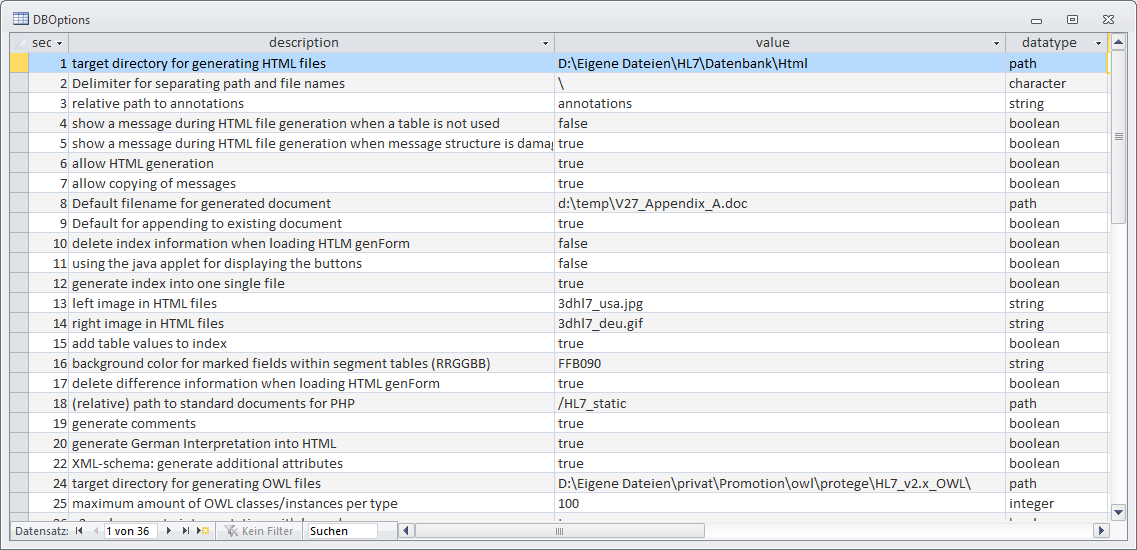 DBOptions
sec description value datatype
1 target directory for generating HTML files D:\Eigene Dateien\HL7\Datenbank\Html path
2 Delimiter for separating path and file names \ character
3 relative path to annotations annotations string
4 show a message during HTML file generation when a table is not used false boolean
5 show a message during HTML file generation when message structure is damag true boolean
6 allow HTML generation true boolean
7 allow copying of messages true boolean
8 Default filename for generated document d:\temp\V27_Appendix_A.doc path
9 Default for appending to existing document true boolean
10 delete index information when loading HTLM genForm false boolean
11 using the java applet for displaying the buttons false boolean
12 generate index into one single file true boolean
13 left image in HTML files 3dhl7_usa.jpg string
14 right image in HTML files 3dhl7_deu.gif string
15 add table values to index true boolean
16 background color for marked fields within segment tables (RRGGBB) FFB090 string
17 delete difference information when loading HTML genForm true boolean
18 (relative) path to standard documents for PHP /HL7_static path
19 generate comments true boolean
20 generate German Interpretation into HTML true boolean
22 XML-schema: generate additional attributes true boolean
24 target directory for generating OWL files D:\Eigene Dateien\privat\Promotion\owl\protege\HL7_v2.x_OWL\ path
25 maximum amount of OWL classes/instances per type 100 integer
Datensatz: 1 von 36 Kein Filter Suchen